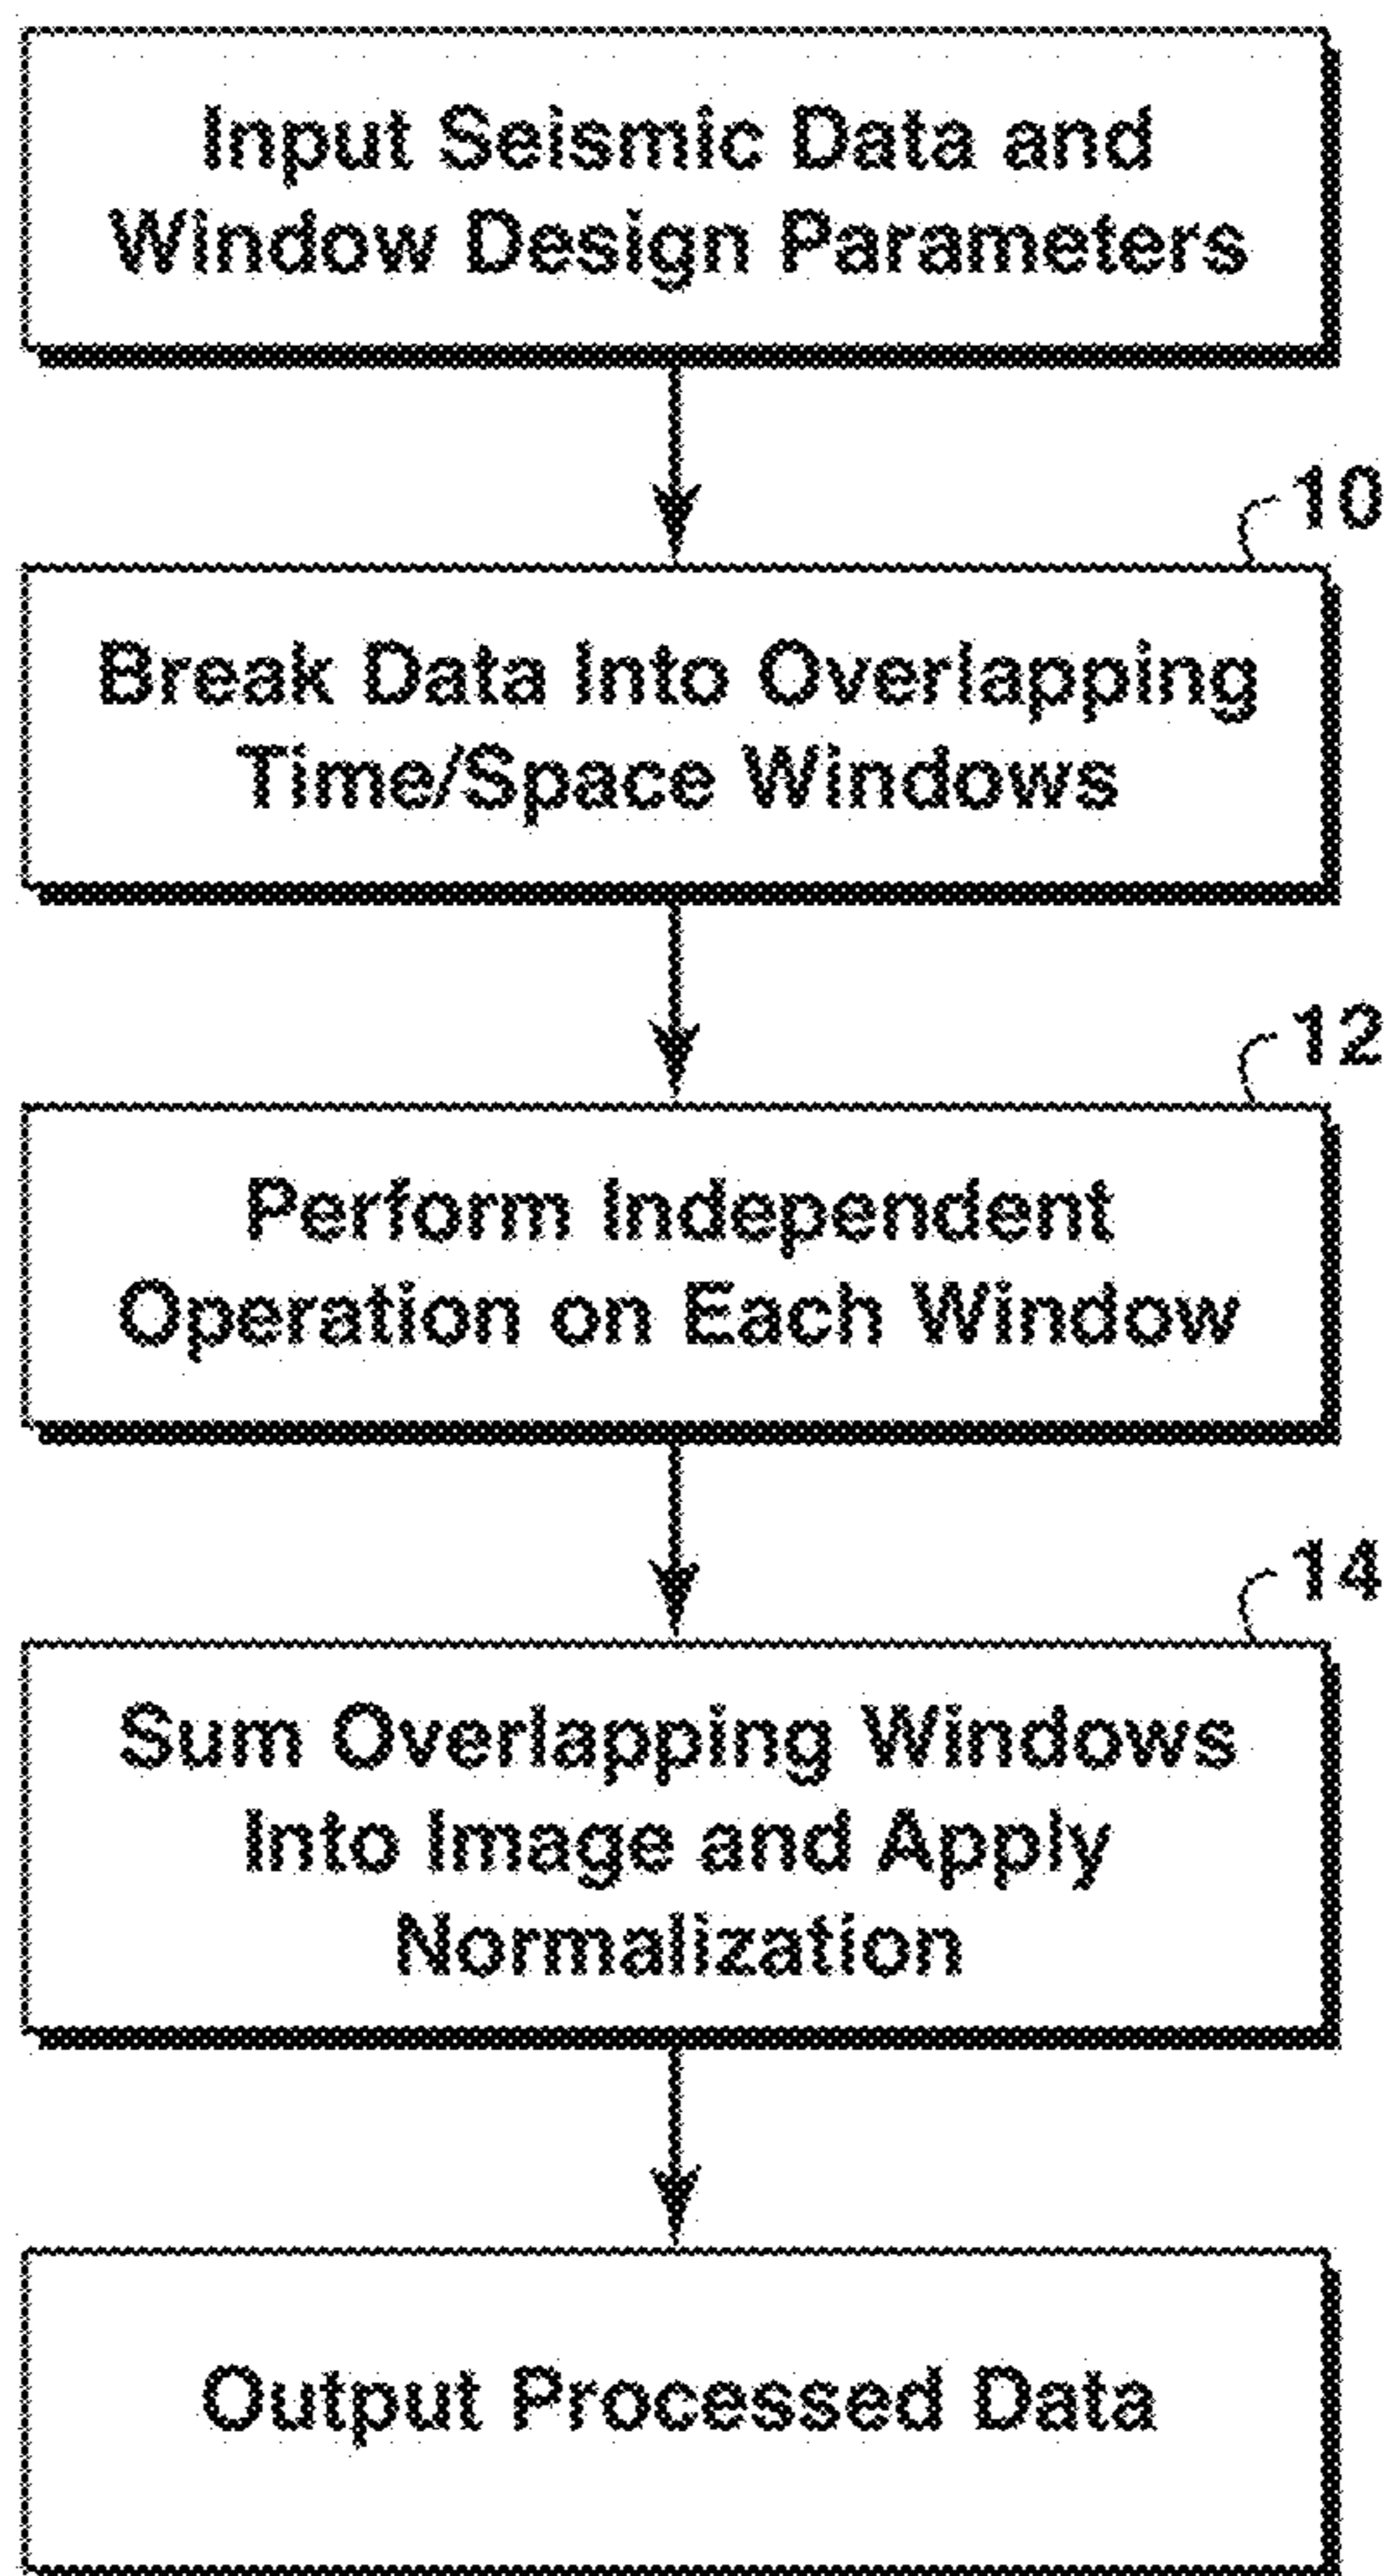 Input Seismic Data and
Window Design Parameters
10
Break Data Into Overlapping
Time/Space Windows
12
Perform Independent
Operation on Each Window
14
Sum Overlapping Windows
Into Image and Apply
Normalization
Output Processed Data